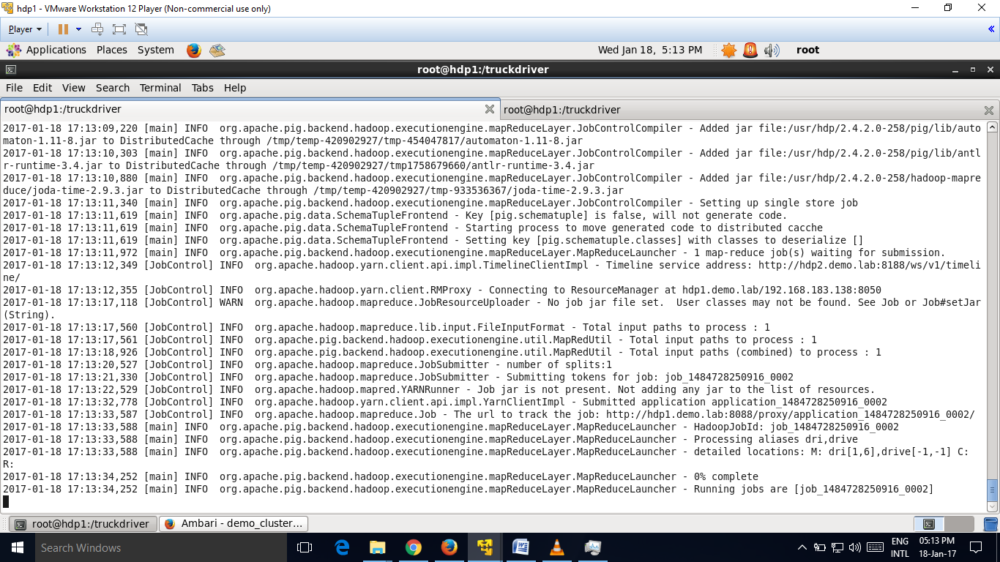 hdp1 - VMware Workstation 12 Player (Non-commercial use only)
Player
Applications Places System
Wed Jan 18, 5:13 PM
root
root@hdp1:/truckdriver
File Edit View Search Terminal Tabs Help
root@hdp1:/truckdriver
root@hdp1:/truckdriver
2017-01-18 17:13:09,220 [main] INFO  org.apache.pig.backend.hadoop.executionengine.mapReduceLayer.JobControlCompiler - Added jar file:/usr/hdp/2.4.2.0-258/pig/lib/auto
maton-1.11-8.jar to DistributedCache through /tmp/temp-420902927/tmp-454047817/automaton-1.11-8.jar
2017-01-18 17:13:10,303 [main] INFO  org.apache.pig.backend.hadoop.executionengine.mapReduceLayer.JobControlCompiler - Added jar file:/usr/hdp/2.4.2.0-258/pig/lib/antl
r-runtime-3.4.jar to DistributedCache through /tmp/temp-420902927/tmp1758679660/antlr-runtime-3.4.jar
2017-01-18 17:13:10,880 [main] INFO  org.apache.pig.backend.hadoop.executionengine.mapReduceLayer.JobControlCompiler - Added jar file:/usr/hdp/2.4.2.0-258/hadoop-mapre
duce/joda-time-2.9.3.jar to DistributedCache through /tmp/temp-420902927/tmp-933536367/joda-time-2.9.3.jar
2017-01-18 17:13:11,340 [main] INFO  org.apache.pig.backend.hadoop.executionengine.mapReduceLayer.JobControlCompiler - Setting up single store job
2017-01-18 17:13:11,619 [main] INFO  org.apache.pig.data.SchemaTupleFrontend - Key [pig.schematuple] is false, will not generate code.
2017-01-18 17:13:11,619 [main] INFO  org.apache.pig.data.SchemaTupleFrontend - Starting process to move generated code to distributed cacche
2017-01-18 17:13:11,619 [main] INFO  org.apache.pig.data.SchemaTupleFrontend - Setting key [pig.schematuple.classes] with classes to deserialize []
2017-01-18 17:13:11,972 [main] INFO  org.apache.pig.backend.hadoop.executionengine.mapReduceLayer.MapReduceLauncher - 1 map-reduce job(s) waiting for submission.
2017-01-18 17:13:12,349 [JobControl] INFO  org.apache.hadoop.yarn.client.api.impl.TimelineClientImpl - Timeline service address: http://hdp2.demo.lab:8188/ws/v1/timeli
ne/
2017-01-18 17:13:12,355 [JobControl] INFO  org.apache.hadoop.yarn.client.RMProxy - Connecting to ResourceManager at hdp1.demo.lab/192.168.183.138:8050
2017-01-18 17:13:17,118 [JobControl] WARN  org.apache.hadoop.mapreduce.JobResourceUploader - No job jar file set.  User classes may not be found. See Job or Job#setJar
(String).
2017-01-18 17:13:17,560 [JobControl] INFO  org.apache.hadoop.mapreduce.lib.input.FileInputFormat - Total input paths to process : 1
2017-01-18 17:13:17,561 [JobControl] INFO  org.apache.pig.backend.hadoop.executionengine.util.MapRedUtil - Total input paths to process : 1
2017-01-18 17:13:18,926 [JobControl] INFO  org.apache.pig.backend.hadoop.executionengine.util.MapRedUtil - Total input paths (combined) to process : 1
2017-01-18 17:13:20,527 [JobControl] INFO  org.apache.hadoop.mapreduce.JobSubmitter - number of splits:1
2017-01-18 17:13:21,330 [JobControl] INFO  org.apache.hadoop.mapreduce.JobSubmitter - Submitting tokens for job: job_1484728250916_0002
2017-01-18 17:13:22,529 [JobControl] INFO  org.apache.hadoop.mapred.YARNRunner - Job jar is not present. Not adding any jar to the list of resources.
2017-01-18 17:13:32,778 [JobControl] INFO  org.apache.hadoop.yarn.client.api.impl.YarnClientImpl - Submitted application application_1484728250916_0002
2017-01-18 17:13:33,587 [JobControl] INFO  org.apache.hadoop.mapreduce.Job - The url to track the job: http://hdp1.demo.lab:8088/proxy/application_1484728250916_0002/
2017-01-18 17:13:33,588 [main] INFO  org.apache.pig.backend.hadoop.executionengine.mapReduceLayer.MapReduceLauncher - HadoopJobId: job_1484728250916_0002
2017-01-18 17:13:33,588 [main] INFO  org.apache.pig.backend.hadoop.executionengine.mapReduceLayer.MapReduceLauncher - Processing aliases dri,drive
2017-01-18 17:13:33,588 [main] INFO  org.apache.pig.backend.hadoop.executionengine.mapReduceLayer.MapReduceLauncher - detailed locations: M: dri[1,6],drive[-1,-1] C:
R:
2017-01-18 17:13:34,252 [main] INFO  org.apache.pig.backend.hadoop.executionengine.mapReduceLayer.MapReduceLauncher - 0% complete
2017-01-18 17:13:34,252 [main] INFO  org.apache.pig.backend.hadoop.executionengine.mapReduceLayer.MapReduceLauncher - Running jobs are [job_1484728250916_0002]
root@hdp1:/truckdriver
Ambari - demo_cluster...
Search Windows
ENG
INTL
05:13 PM
18-Jan-17